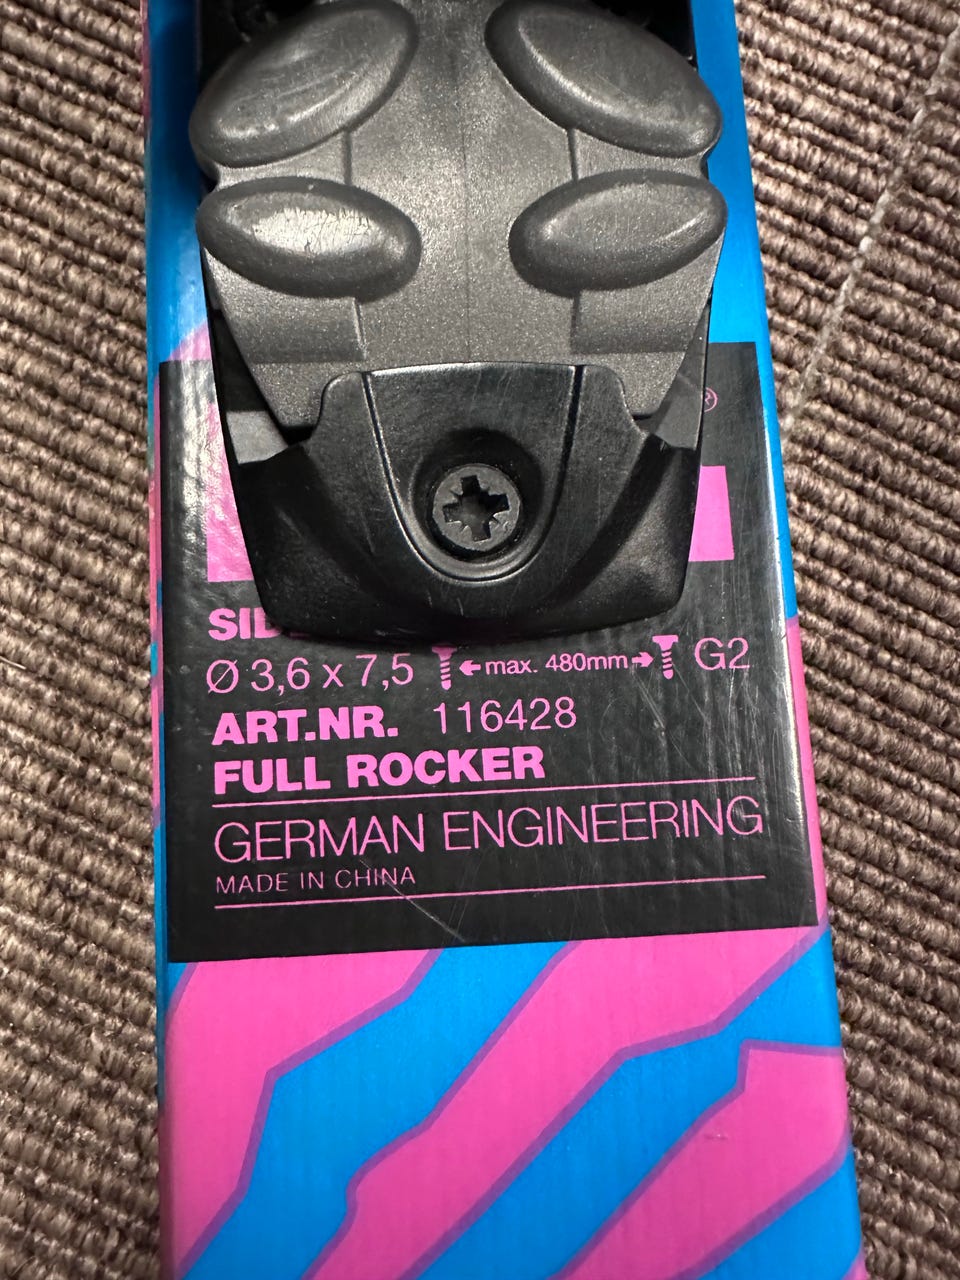 ®
Ø 3,6 x 7,5 ←max. 480mm→ G2
ART.NR. 116428
FULL ROCKER
GERMAN ENGINEERING
MADE IN CHINA